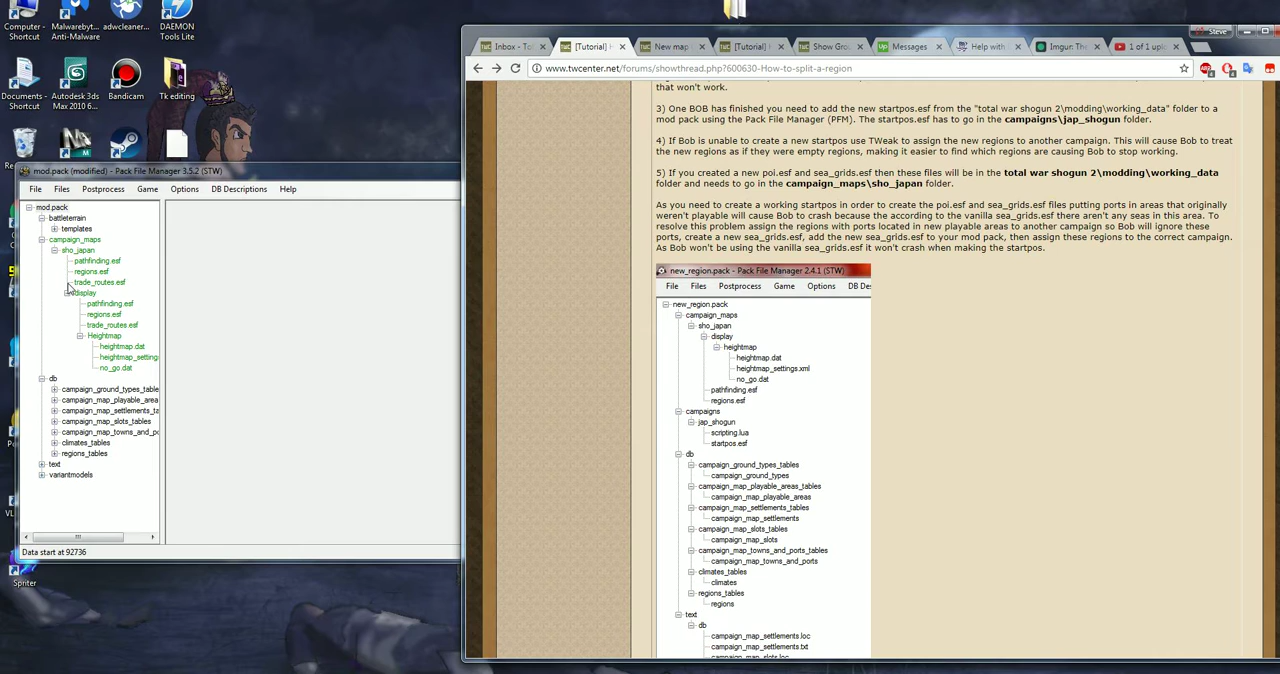 Computer -
Shortcut
Malwarebyt...
Anti-Malware
adwcleaner...
DAEMON
Tools Lite
Documents -
Shortcut
Autodesk 3ds
Max 2010 6...
Bandicam
Tk editing
Spriter
mod.pack (modified) - Pack File Manager 3.5.2 (STW)
File Files Postprocess Game Options DB Descriptions Help
mod.pack
battleterrain
templates
campaign_maps
sho_japan
pathfinding.esf
regions.esf
trade_routes.esf
display
pathfinding.esf
regions.esf
trade_routes.esf
Heightmap
heightmap.dat
heightmap_setting
no_go.dat
db
campaign_ground_types_table
campaign_map_playable_area
campaign_map_settlements_ta
campaign_map_slots_tables
campaign_map_towns_and_po
climates_tables
regions_tables
text
variantmodels
Data start at 92736
Steve
Inbox - To
[Tutorial] H
New map
[Tutorial] H
Show Gro
Messages
Help with
Imgur: The
1 of 1 uplo
www.twcenter.net/forums/showthread.php?600630-How-to-split-a-region
that won't work.
3) One BOB has finished you need to add the new startpos.esf from the "total war shogun 2\modding\working_data" folder to a
mod pack using the Pack File Manager (PFM). The startpos.esf has to go in the campaigns\jap_shogun folder.
4) If Bob is unable to create a new startpos use TWeak to assign the new regions to another campaign. This will cause Bob to treat
the new regions as if they were empty regions, making it easier to find which regions are causing Bob to stop working.
5) If you created a new poi.esf and sea_grids.esf then these files will be in the total war shogun 2\modding\working_data
folder and needs to go in the campaign_maps\sho_japan folder.
As you need to create a working startpos in order to create the poi.esf and sea_grids.esf files putting ports in areas that originally
weren't playable will cause Bob to crash because the according to the vanilla sea_grids.esf there aren't any seas in this area. To
resolve this problem assign the regions with ports located in new playable areas to another campaign so Bob will ignore these
ports, create a new sea_grids.esf, add the new sea_grids.esf to your mod pack, then assign these regions to the correct campaign.
As Bob won't be using the vanilla sea_grids.esf it won't crash when making the startpos.
new_region.pack - Pack File Manager 2.4.1 (STW)
File Files Postprocess Game Options DB Des
new_region.pack
campaign_maps
sho_japan
display
heightmap
heightmap.dat
heightmap_settings.xml
no_go.dat
pathfinding.esf
regions.esf
campaigns
jap_shogun
scripting.lua
startpos.esf
db
campaign_ground_types_tables
campaign_ground_types
campaign_map_playable_areas_tables
campaign_map_playable_areas
campaign_map_settlements_tables
campaign_map_settlements
campaign_map_slots_tables
campaign_map_slots
campaign_map_towns_and_ports_tables
campaign_map_towns_and_ports
climates_tables
climates
regions_tables
regions
text
db
campaign_map_settlements.loc
campaign_map_settlements.txt
campaign_map_slots.loc